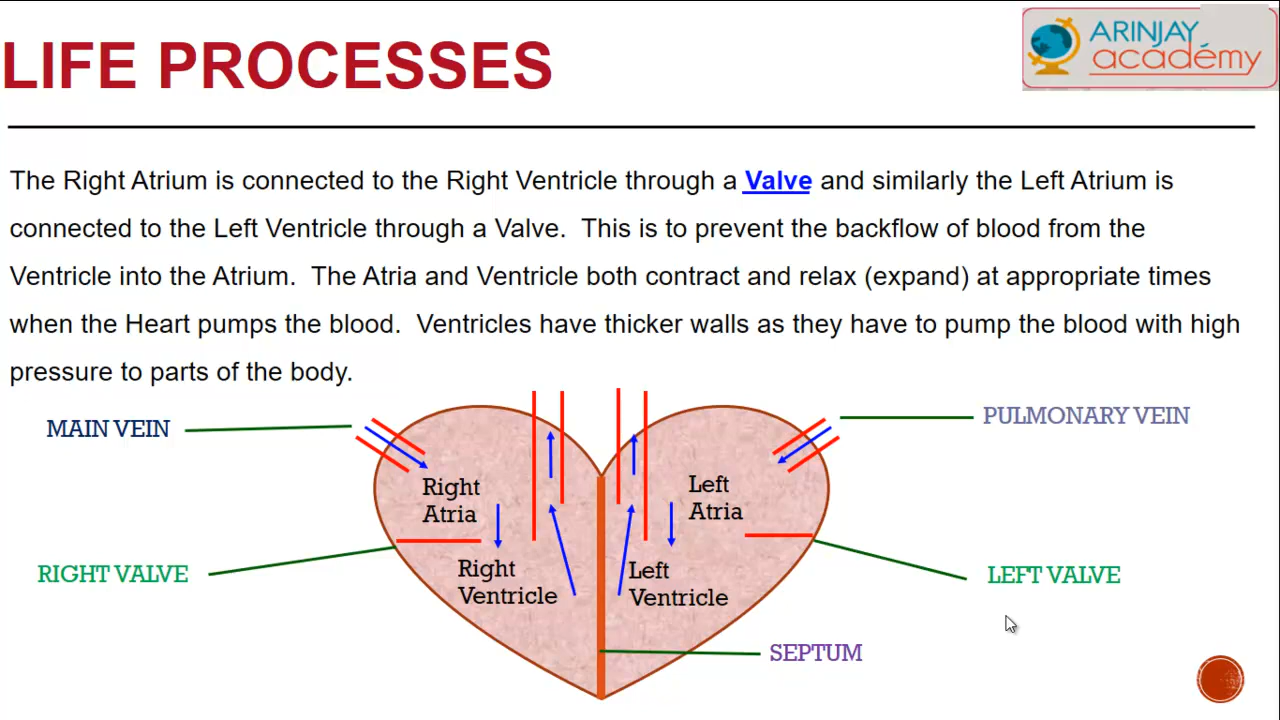 LIFE PROCESSES
ARINJAY
académy
The Right Atrium is connected to the Right Ventricle through a Valve and similarly the Left Atrium is
connected to the Left Ventricle through a Valve. This is to prevent the backflow of blood from the
Ventricle into the Atrium. The Atria and Ventricle both contract and relax (expand) at appropriate times
when the Heart pumps the blood. Ventricles have thicker walls as they have to pump the blood with high
pressure to parts of the body.
MAIN VEIN
PULMONARY VEIN
Right
Atria
Left
Atria
RIGHT VALVE
Right
Ventricle
Left
Ventricle
LEFT VALVE
SEPTUM